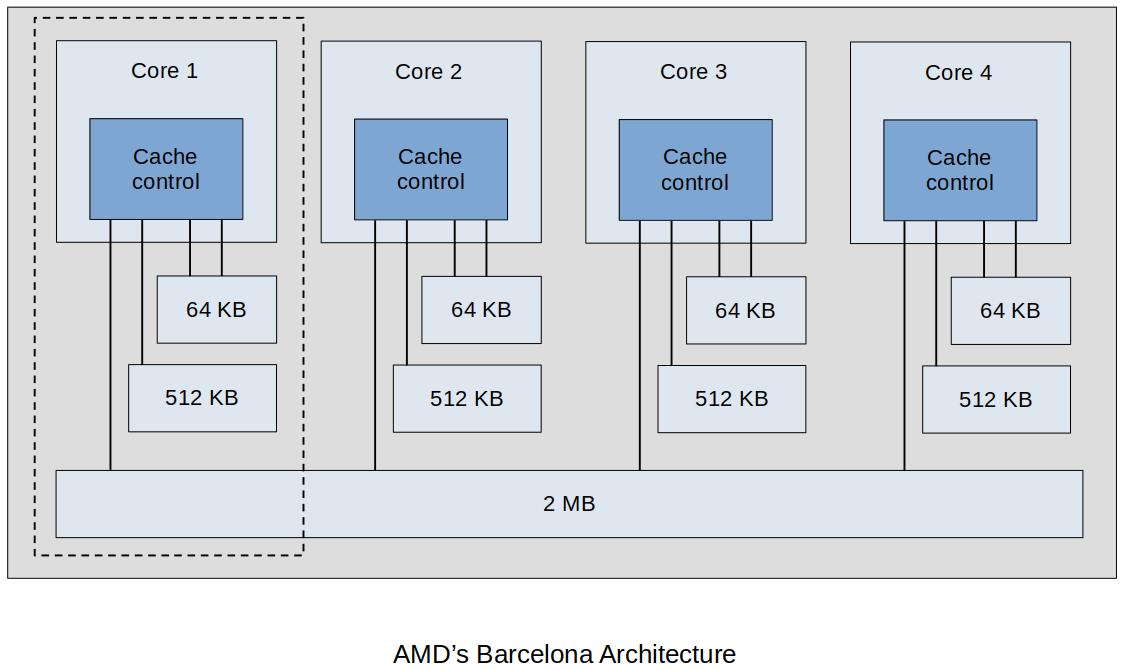 Core 1
Core 2
Core 3
Core 4
Cache
control
Cache
control
Cache
control
Cache
control
64 KB
64 KB
64 KB
64 KB
512 KB
512 KB
512 KB
512 KB
2 MB
AMD’s Barcelona Architecture